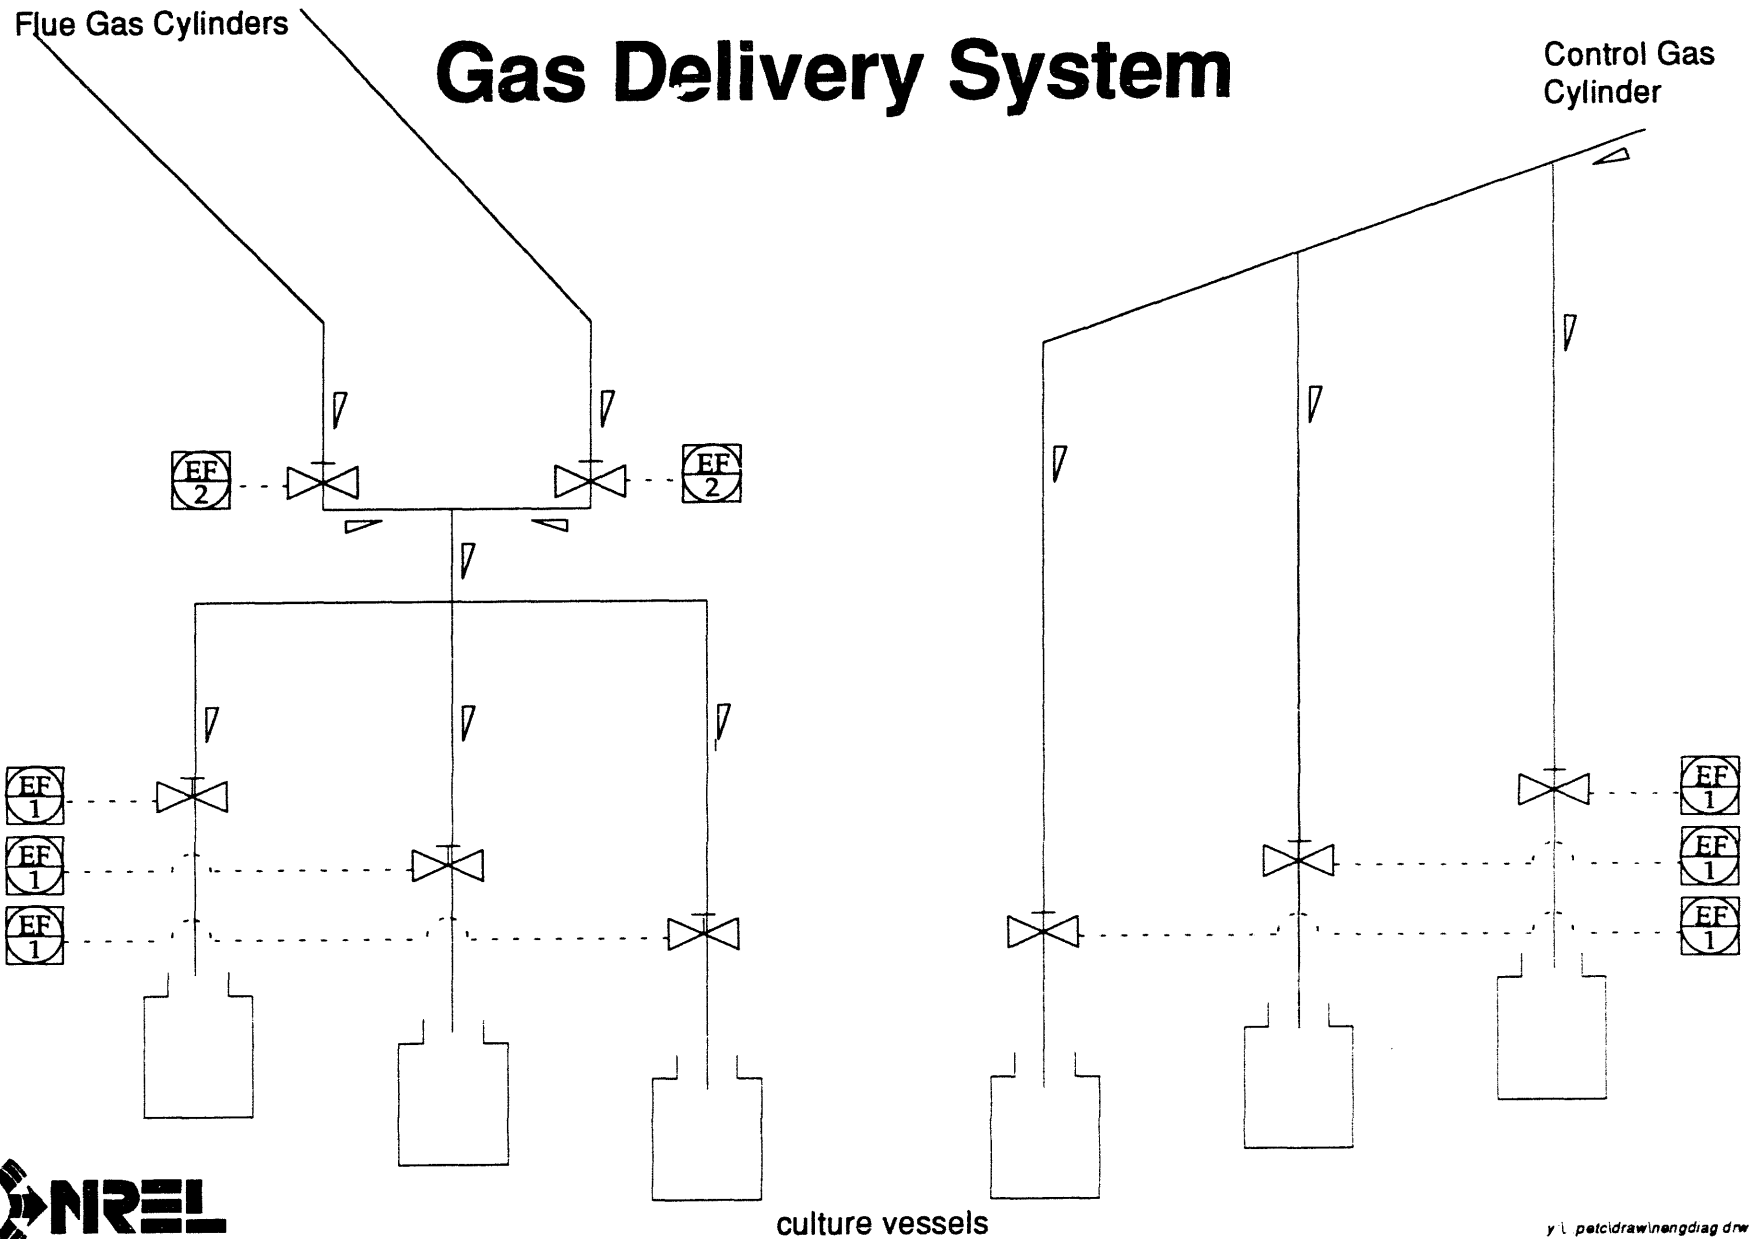 Flue Gas Cylinders
Gas Delivery System
Control Gas
Cylinder
EF
2
EF
2
EF
1
EF
1
EF
1
EF
1
EF
1
EF
1
NREL
culture vessels